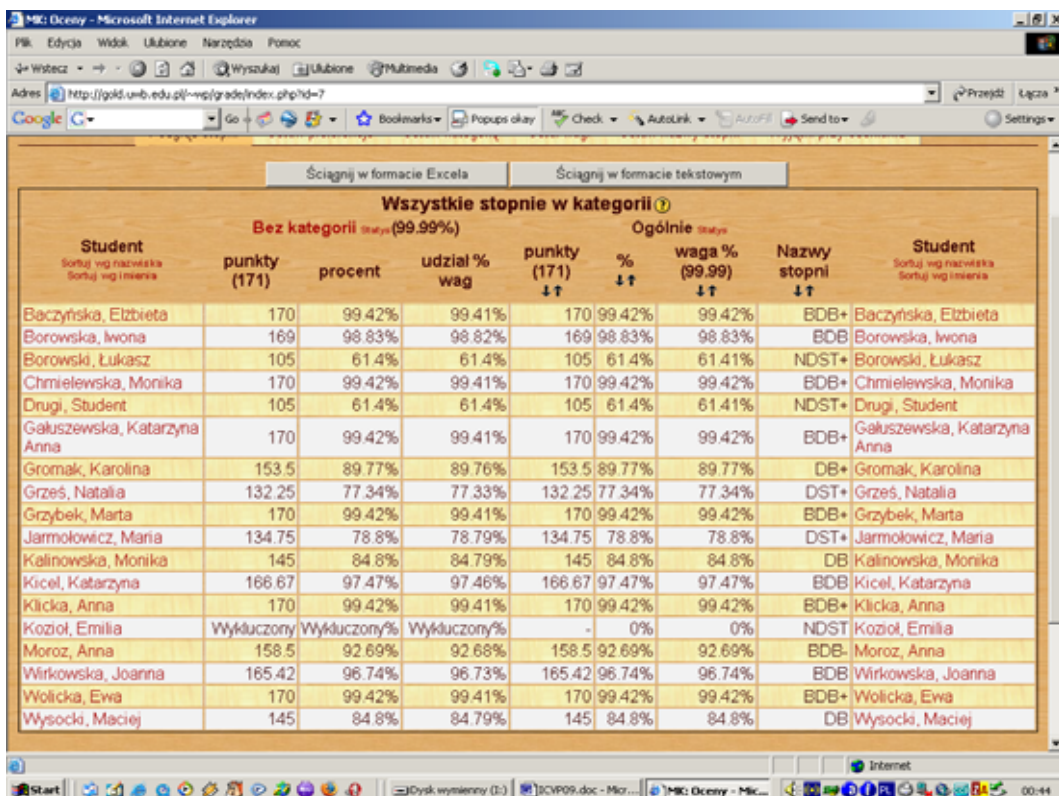 MK: Oceny - Microsoft Internet Explorer
Plik Edycja Widok Ulubione Narzędzia Pomoc
Wstecz Wyszukaj Ulubione Multimedia
Adres http://gold.uwb.edu.pl/~wp/grade/index.php?id=7 Przejdź Łącza
Google G Go Bookmarks Popups okay Check AutoLink AutoFill Send to Settings
Ściągnij w formacie Excela Ściągnij w formacie tekstowym
Wszystkie stopnie w kategorii ?
Bez kategorii Statys (99.99%) Ogólnie Statys
Student Sortuj wg nazwiska Sortuj wg imienia punkty (171) procent udzial % wag punkty (171) ↓↑ % ↓↑ waga % (99.99) ↓↑ Nazwy stopni ↓↑ Student Sortuj wg nazwiska Sortuj wg imienia
Baczyńska, Elżbieta 170 99.42% 99.41% 170 99.42% 99.42% BDB+ Baczyńska, Elżbieta
Borowska, Iwona 169 98.83% 98.82% 169 98.83% 98.83% BDB Borowska, Iwona
Borowski, Łukasz 105 61.4% 61.4% 105 61.4% 61.41% NDST+ Borowski, Łukasz
Chmielewska, Monika 170 99.42% 99.41% 170 99.42% 99.42% BDB+ Chmielewska, Monika
Drugi, Student 105 61.4% 61.4% 105 61.4% 61.41% NDST+ Drugi, Student
Gałuszewska, Katarzyna Anna 170 99.42% 99.41% 170 99.42% 99.42% BDB+ Gałuszewska, Katarzyna Anna
Gromak, Karolina 153.5 89.77% 89.76% 153.5 89.77% 89.77% DB+ Gromak, Karolina
Grześ, Natalia 132.25 77.34% 77.33% 132.25 77.34% 77.34% DST+ Grześ, Natalia
Grzybek, Marta 170 99.42% 99.41% 170 99.42% 99.42% BDB+ Grzybek, Marta
Jarmołowicz, Maria 134.75 78.8% 78.79% 134.75 78.8% 78.8% DST+ Jarmołowicz, Maria
Kalinowska, Monika 145 84.8% 84.79% 145 84.8% 84.8% DB Kalinowska, Monika
Kicel, Katarzyna 166.67 97.47% 97.46% 166.67 97.47% 97.47% BDB Kicel, Katarzyna
Klicka, Anna 170 99.42% 99.41% 170 99.42% 99.42% BDB+ Klicka, Anna
Kozioł, Emilia Wykluczony Wykluczony% Wykluczony% - 0% 0% NDST Kozioł, Emilia
Moroz, Anna 158.5 92.69% 92.68% 158.5 92.69% 92.69% BDB- Moroz, Anna
Wirkowska, Joanna 165.42 96.74% 96.73% 165.42 96.74% 96.74% BDB Wirkowska, Joanna
Wolicka, Ewa 170 99.42% 99.41% 170 99.42% 99.42% BDB+ Wolicka, Ewa
Wysocki, Maciej 145 84.8% 84.79% 145 84.8% 84.8% DB Wysocki, Maciej
Internet
Start Dysk wymienny (I:) ICVP09.doc - Micr... MK: Oceny - Mic... PL 00:44